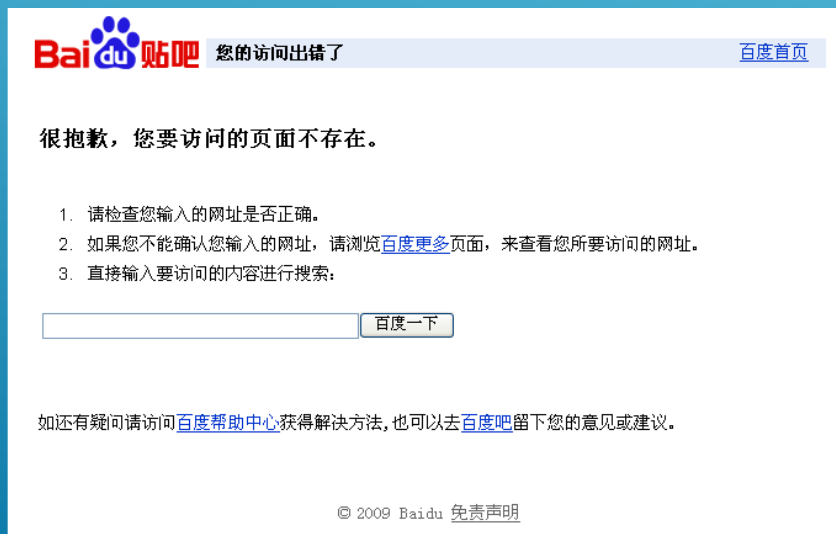 Bai du 贴吧 您的访问出错了 百度首页
很抱歉，您要访问的页面不存在。
1. 请检查您输入的网址是否正确。
2. 如果您不能确认您输入的网址，请浏览百度更多页面，来查看您所要访问的网址。
3. 直接输入要访问的内容进行搜索：
百度一下
如还有疑问请访问百度帮助中心获得解决方法,也可以去百度吧留下您的意见或建议。
© 2009 Baidu 免责声明